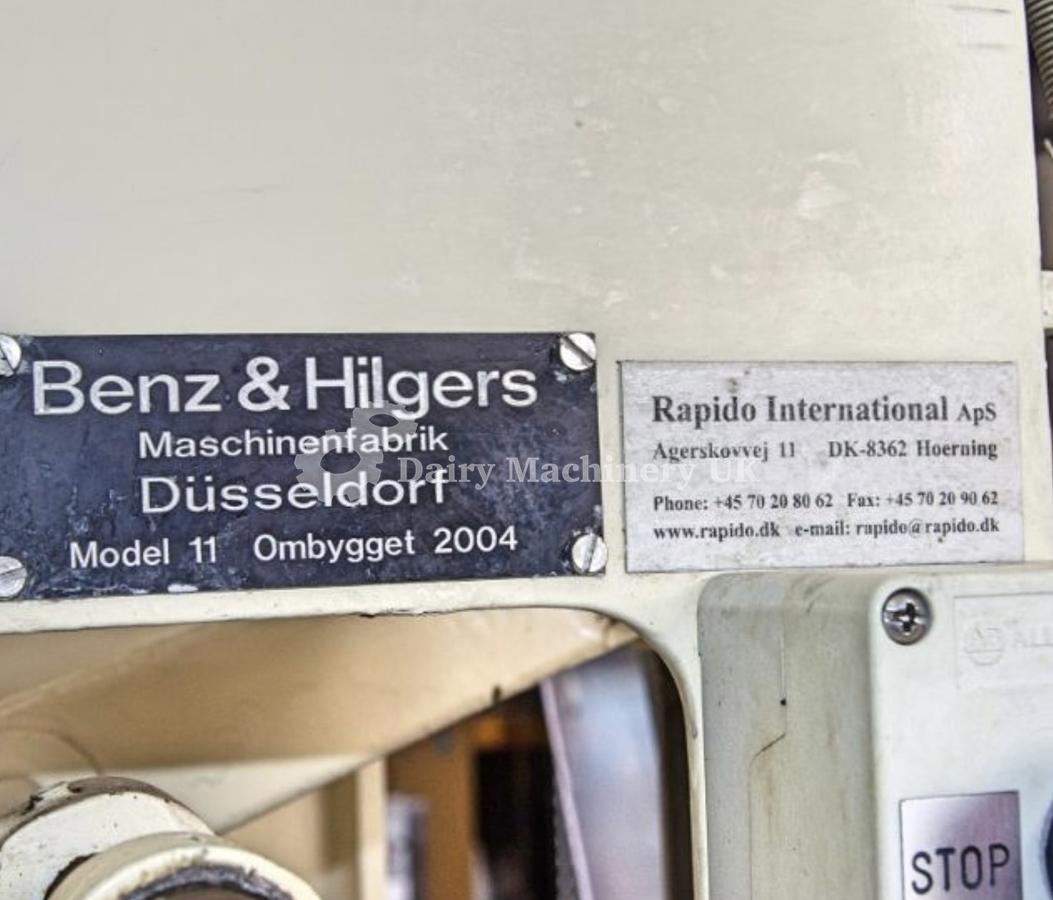 Benz & Hilgers
Maschinenfabrik
Düsseldorf
Model 11 Ombygget 2004
Rapido International ApS
Agerskovvej 11 DK-8362 Hoerning
Phone: +45 70 20 80 62 Fax: +45 70 20 90 62
www.rapido.dk e-mail: rapido@rapido.dk
Dairy Machinery UK
AB
STOP